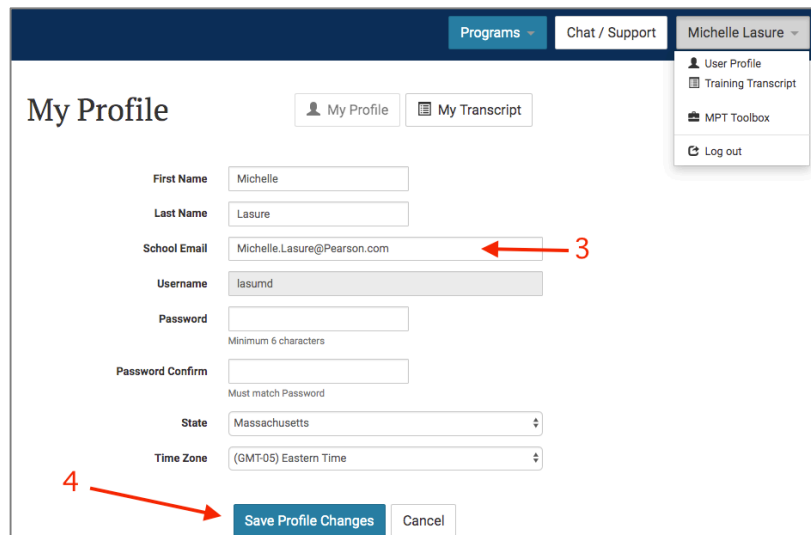 Programs
Chat / Support
Michelle Lasure
User Profile
Training Transcript
MPT Toolbox
Log out
My Profile
My Profile
My Transcript
First Name
Michelle
Last Name
Lasure
School Email
Michelle.Lasure@Pearson.com
3
Username
lasumd
Password
Minimum 6 characters
Password Confirm
Must match Password
State
Massachusetts
Time Zone
(GMT-05) Eastern Time
4
Save Profile Changes
Cancel